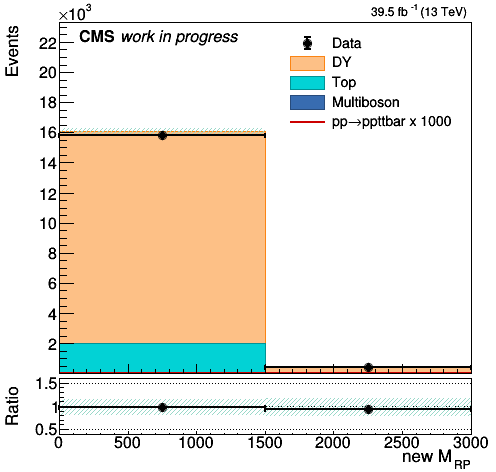 ×10³
39.5 fb⁻¹ (13 TeV)
Events
CMS work in progress
Data
DY
Top
Multiboson
pp→ppttbar x 1000
22
20
18
16
14
12
10
8
6
4
2
Ratio
1.5
1
0.5
0 500 1000 1500 2000 2500 3000
new M_RP